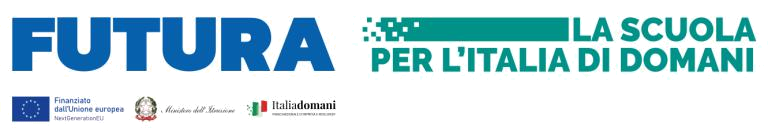 FUTURA
LA SCUOLA
PER L'ITALIA DI DOMANI
Finanziato
dall'Unione europea
NextGenerationEU
Ministero dell'Istruzione
Italiadomani